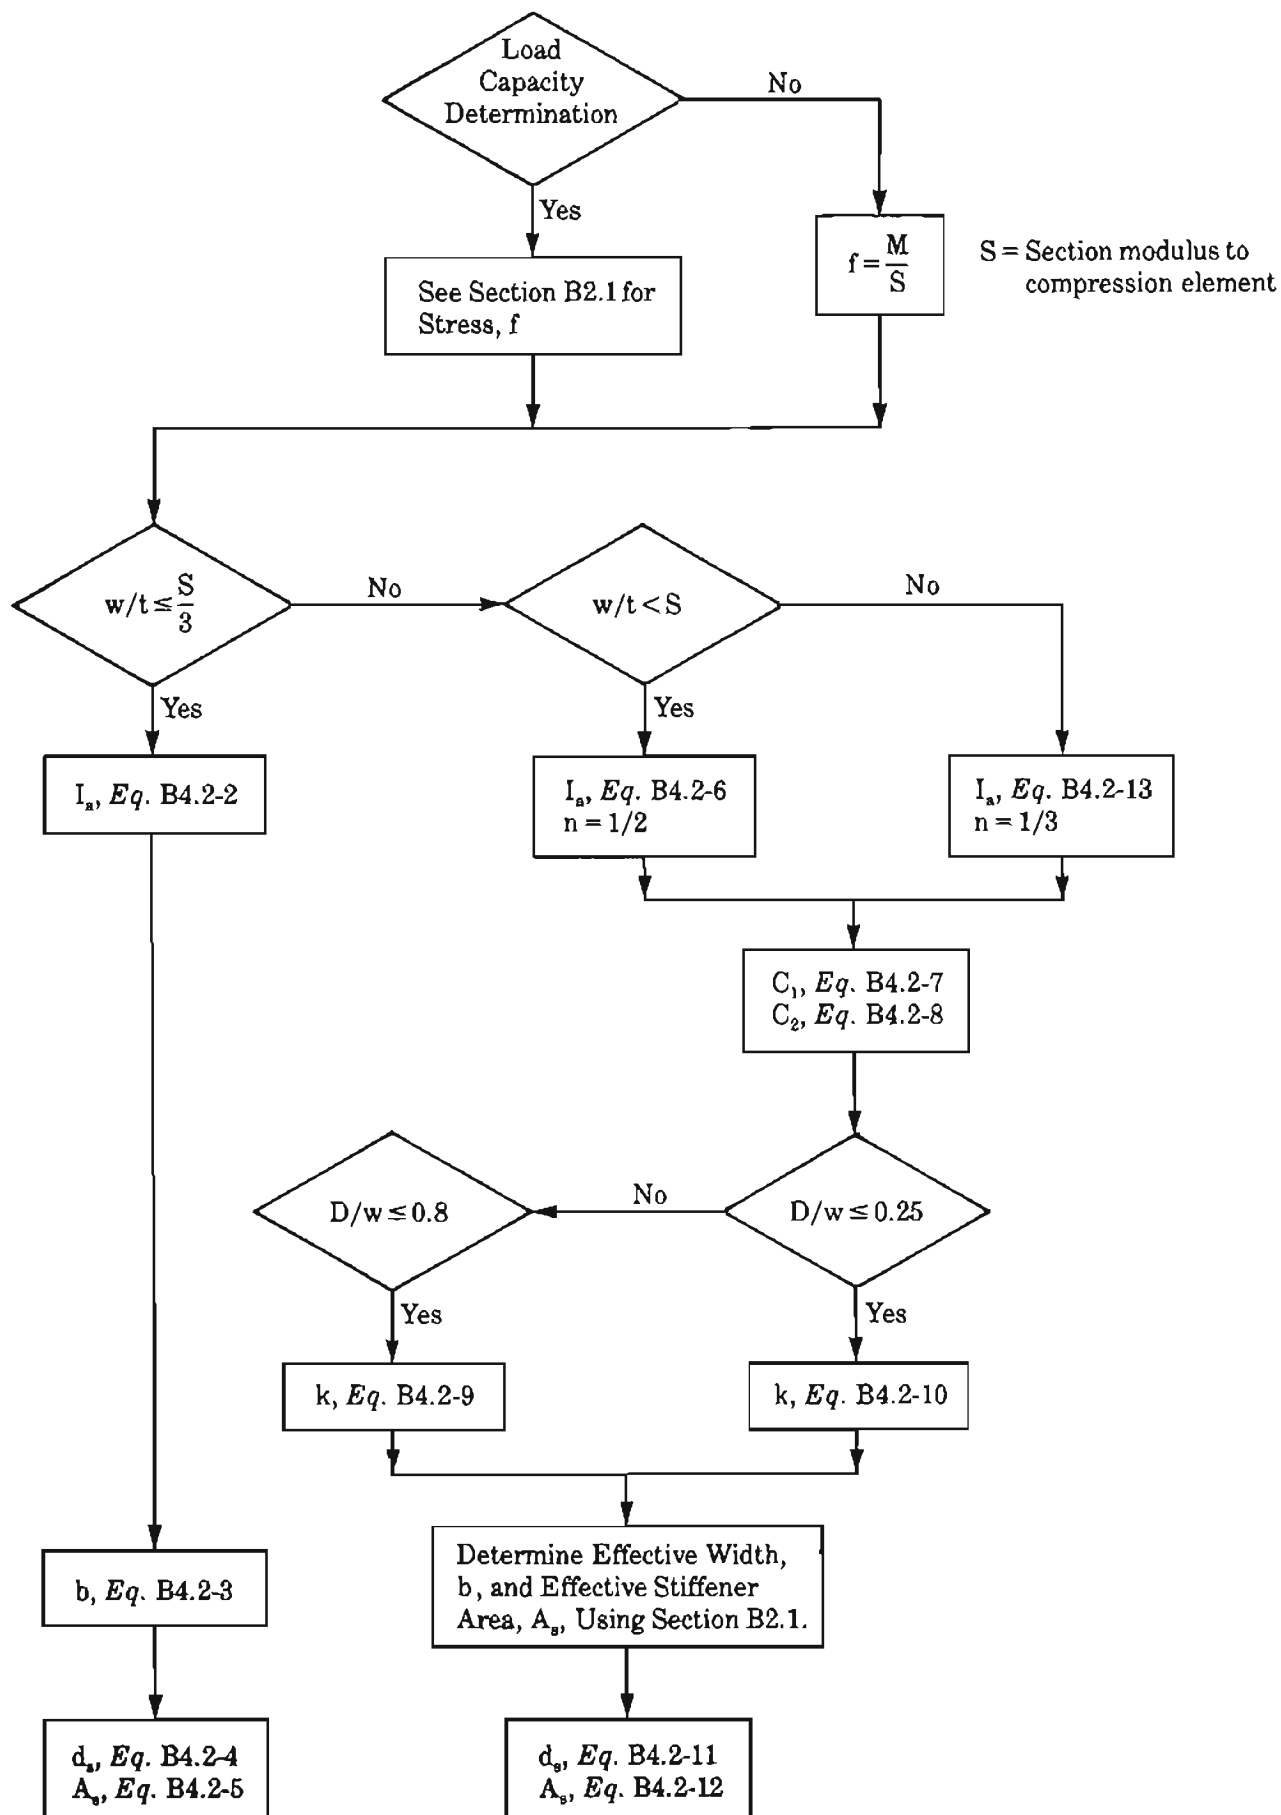 Load
Capacity
Determination
No
Yes
See Section B2.1 for
Stress, f
f = M/S
S = Section modulus to
compression element
w/t ≤ S/3
No
w/t < S
No
Yes
Yes
Iₐ, Eq. B4.2-2
Iₐ, Eq. B4.2-6
n = 1/2
Iₐ, Eq. B4.2-13
n = 1/3
C₁, Eq. B4.2-7
C₂, Eq. B4.2-8
D/w ≤ 0.8
No
D/w ≤ 0.25
Yes
Yes
k, Eq. B4.2-9
k, Eq. B4.2-10
b, Eq. B4.2-3
Determine Effective Width,
b, and Effective Stiffener
Area, Aₛ, Using Section B2.1.
dₛ, Eq. B4.2-4
Aₛ, Eq. B4.2-5
dₛ, Eq. B4.2-11
Aₛ, Eq. B4.2-12